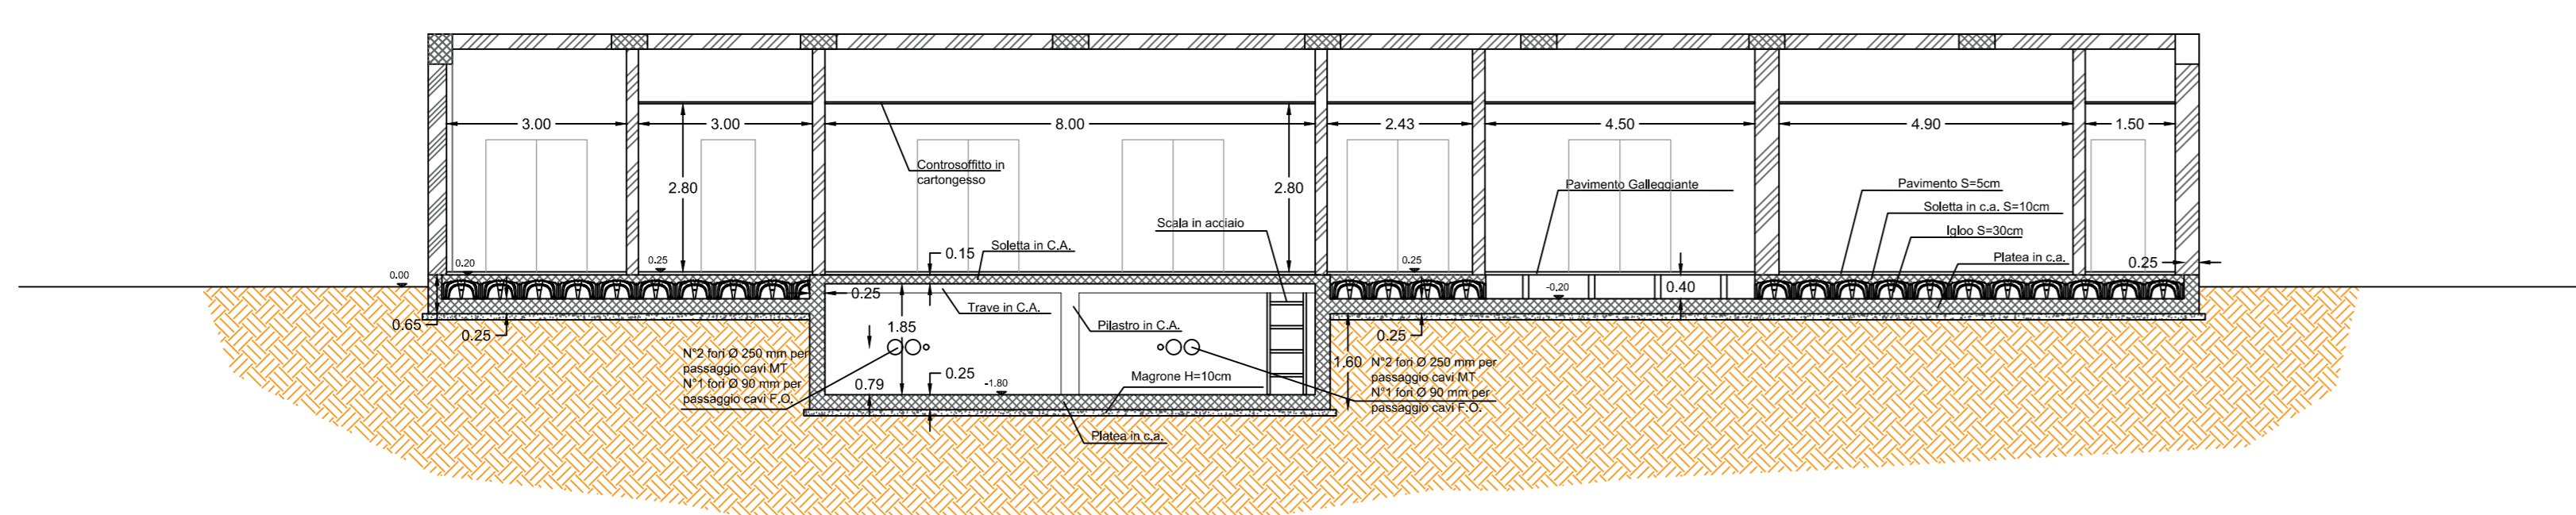 3.00
3.00
8.00
2.43
4.50
4.90
1.50
Controsoffitto in
cartongesso
2.80
2.80
Pavimento Galleggiante
Pavimento S=5cm
Soletta in c.a. S=10cm
Igloo S=30cm
Platea in c.a.
Scala in acciaio
Soletta in C.A.
0.15
0.00
0.20
0.25
0.25
0.25
-0.20
0.40
0.25
Trave in C.A.
Pilastro in C.A.
1.85
0.65
0.25
0.25
N°2 fori Ø 250 mm per
passaggio cavi MT
N°1 fori Ø 90 mm per
passaggio cavi F.O.
0.79
0.25
-1.80
Magrone H=10cm
1.60
N°2 fori Ø 250 mm per
passaggio cavi MT
N°1 fori Ø 90 mm per
passaggio cavi F.O.
Platea in c.a.